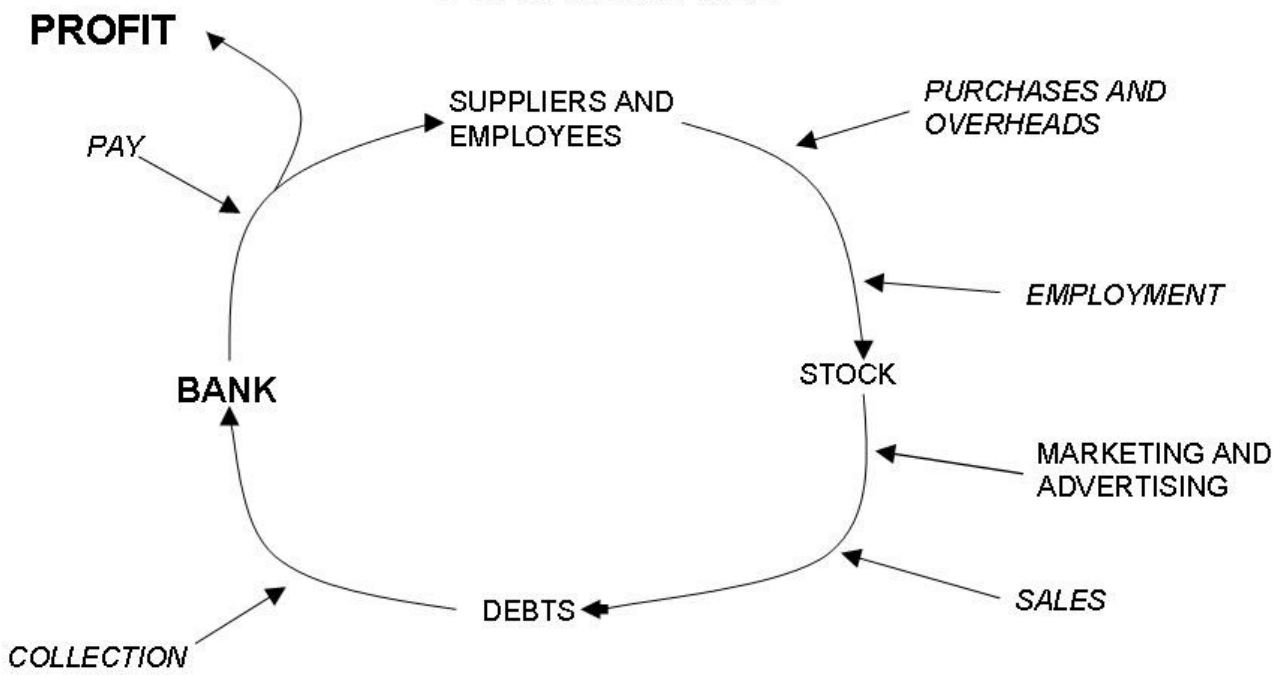 PROFIT
SUPPLIERS AND
EMPLOYEES
PURCHASES AND
OVERHEADS
PAY
EMPLOYMENT
STOCK
BANK
MARKETING AND
ADVERTISING
SALES
DEBTS
COLLECTION